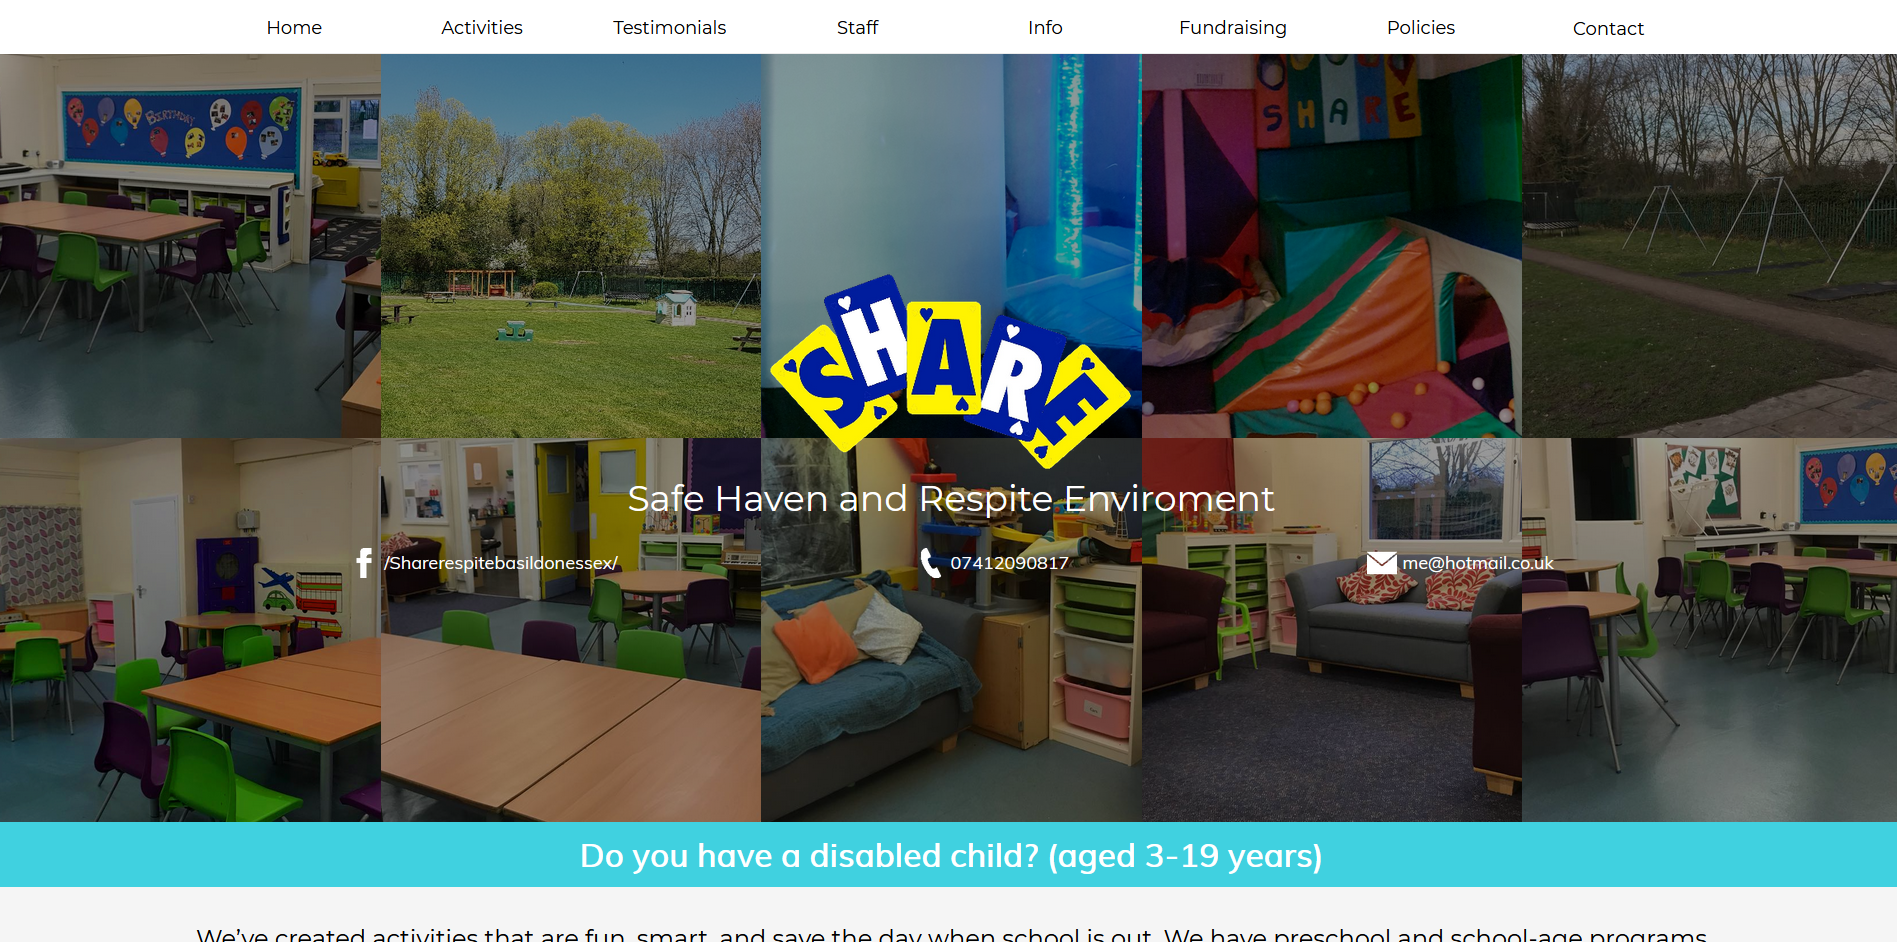 Home Activities Testimonials Staff Info Fundraising Policies Contact
BIRTHDAY
SHARE
SHARE
Safe Haven and Respite Enviroment
/Sharerespitebasildonessex/ 07412090817 me@hotmail.co.uk
Do you have a disabled child? (aged 3-19 years)
We've created activities that are fun, smart, and save the day when school is out. We have preschool and school-age programs